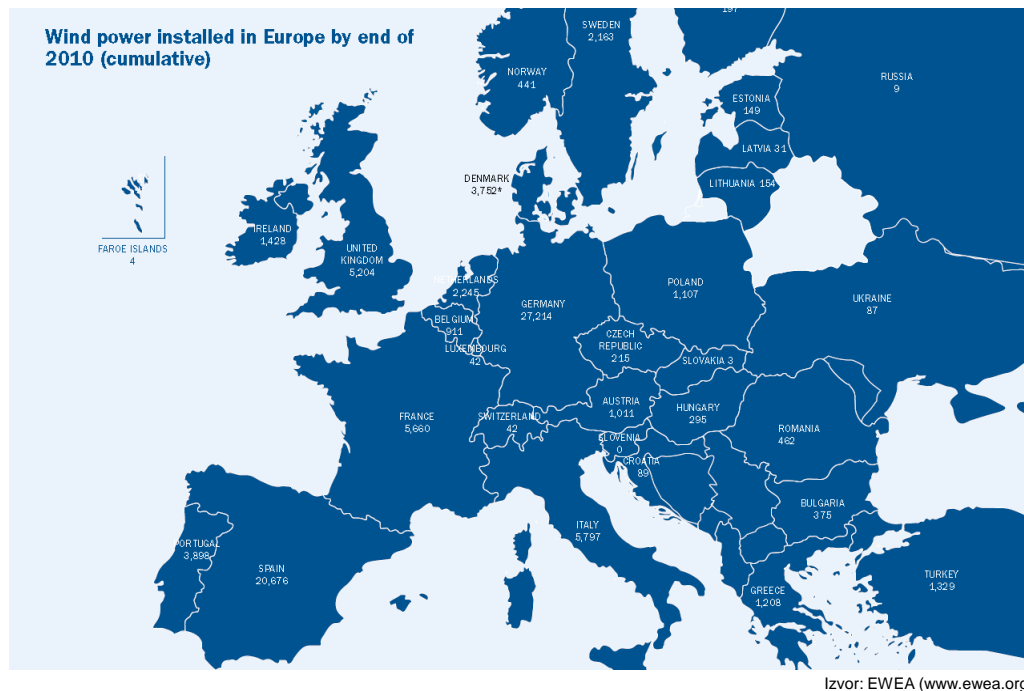 Wind power installed in Europe by end of
2010 (cumulative)
197
SWEDEN
2,163
NORWAY
441
RUSSIA
9
ESTONIA
149
LATVIA 31
LITHUANIA 154
DENMARK
3,752*
FAROE ISLANDS
4
IRELAND
1,428
UNITED
KINGDOM
5,204
NETHERLANDS
2,245
BELGIUM
911
LUXEMBOURG
42
GERMANY
27,214
POLAND
1,107
UKRAINE
87
CZECH
REPUBLIC
215
SLOVAKIA 3
FRANCE
5,660
SWITZERLAND
42
AUSTRIA
1,011
HUNGARY
295
ROMANIA
462
SLOVENIA
0
CROATIA
89
BULGARIA
375
PORTUGAL
3,898
SPAIN
20,676
ITALY
5,797
GREECE
1,208
TURKEY
1,329
Izvor: EWEA (www.ewea.org